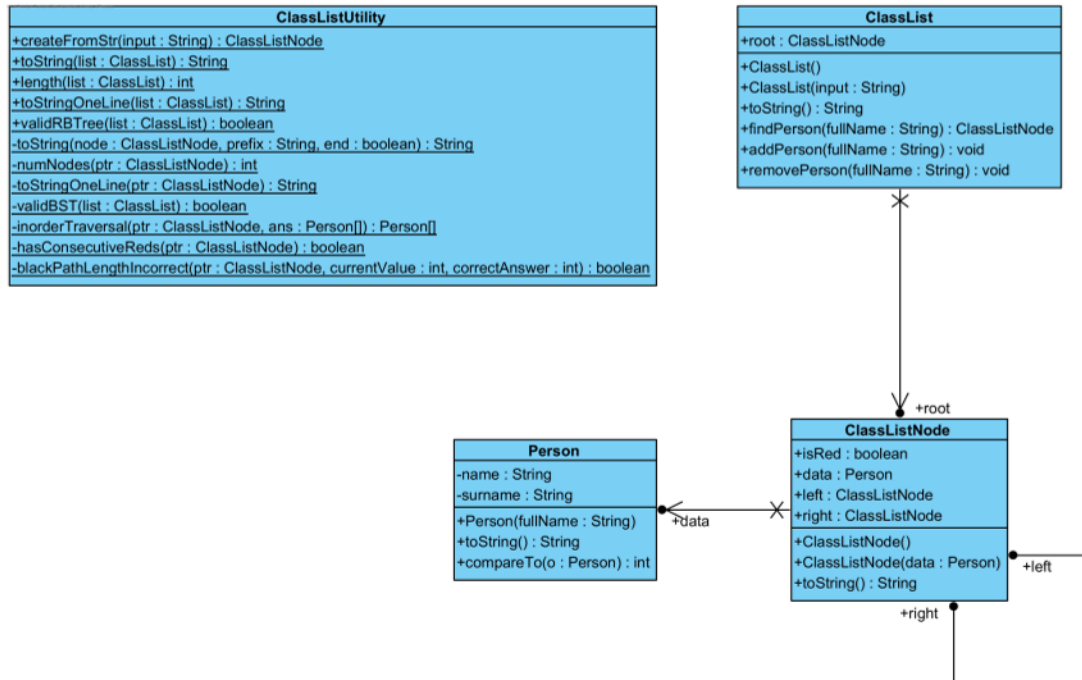 ClassListUtility
+createFromStr(input : String) : ClassListNode
+toString(list : ClassList) : String
+length(list : ClassList) : int
+toStringOneLine(list : ClassList) : String
+validRBTree(list : ClassList) : boolean
-toString(node : ClassListNode, prefix : String, end : boolean) : String
-numNodes(ptr : ClassListNode) : int
-toStringOneLine(ptr : ClassListNode) : String
-validBST(list : ClassList) : boolean
-inorderTraversal(ptr : ClassListNode, ans : Person[]) : Person[]
-hasConsecutiveReds(ptr : ClassListNode) : boolean
-blackPathLengthIncorrect(ptr : ClassListNode, currentValue : int, correctAnswer : int) : boolean
ClassList
+root : ClassListNode
+ClassList()
+ClassList(input : String)
+toString() : String
+findPerson(fullName : String) : ClassListNode
+addPerson(fullName : String) : void
+removePerson(fullName : String) : void
+root
Person
-name : String
-surname : String
+Person(fullName : String)
+toString() : String
+compareTo(o : Person) : int
+data
ClassListNode
+isRed : boolean
+data : Person
+left : ClassListNode
+right : ClassListNode
+ClassListNode()
+ClassListNode(data : Person)
+toString() : String
+left
+right